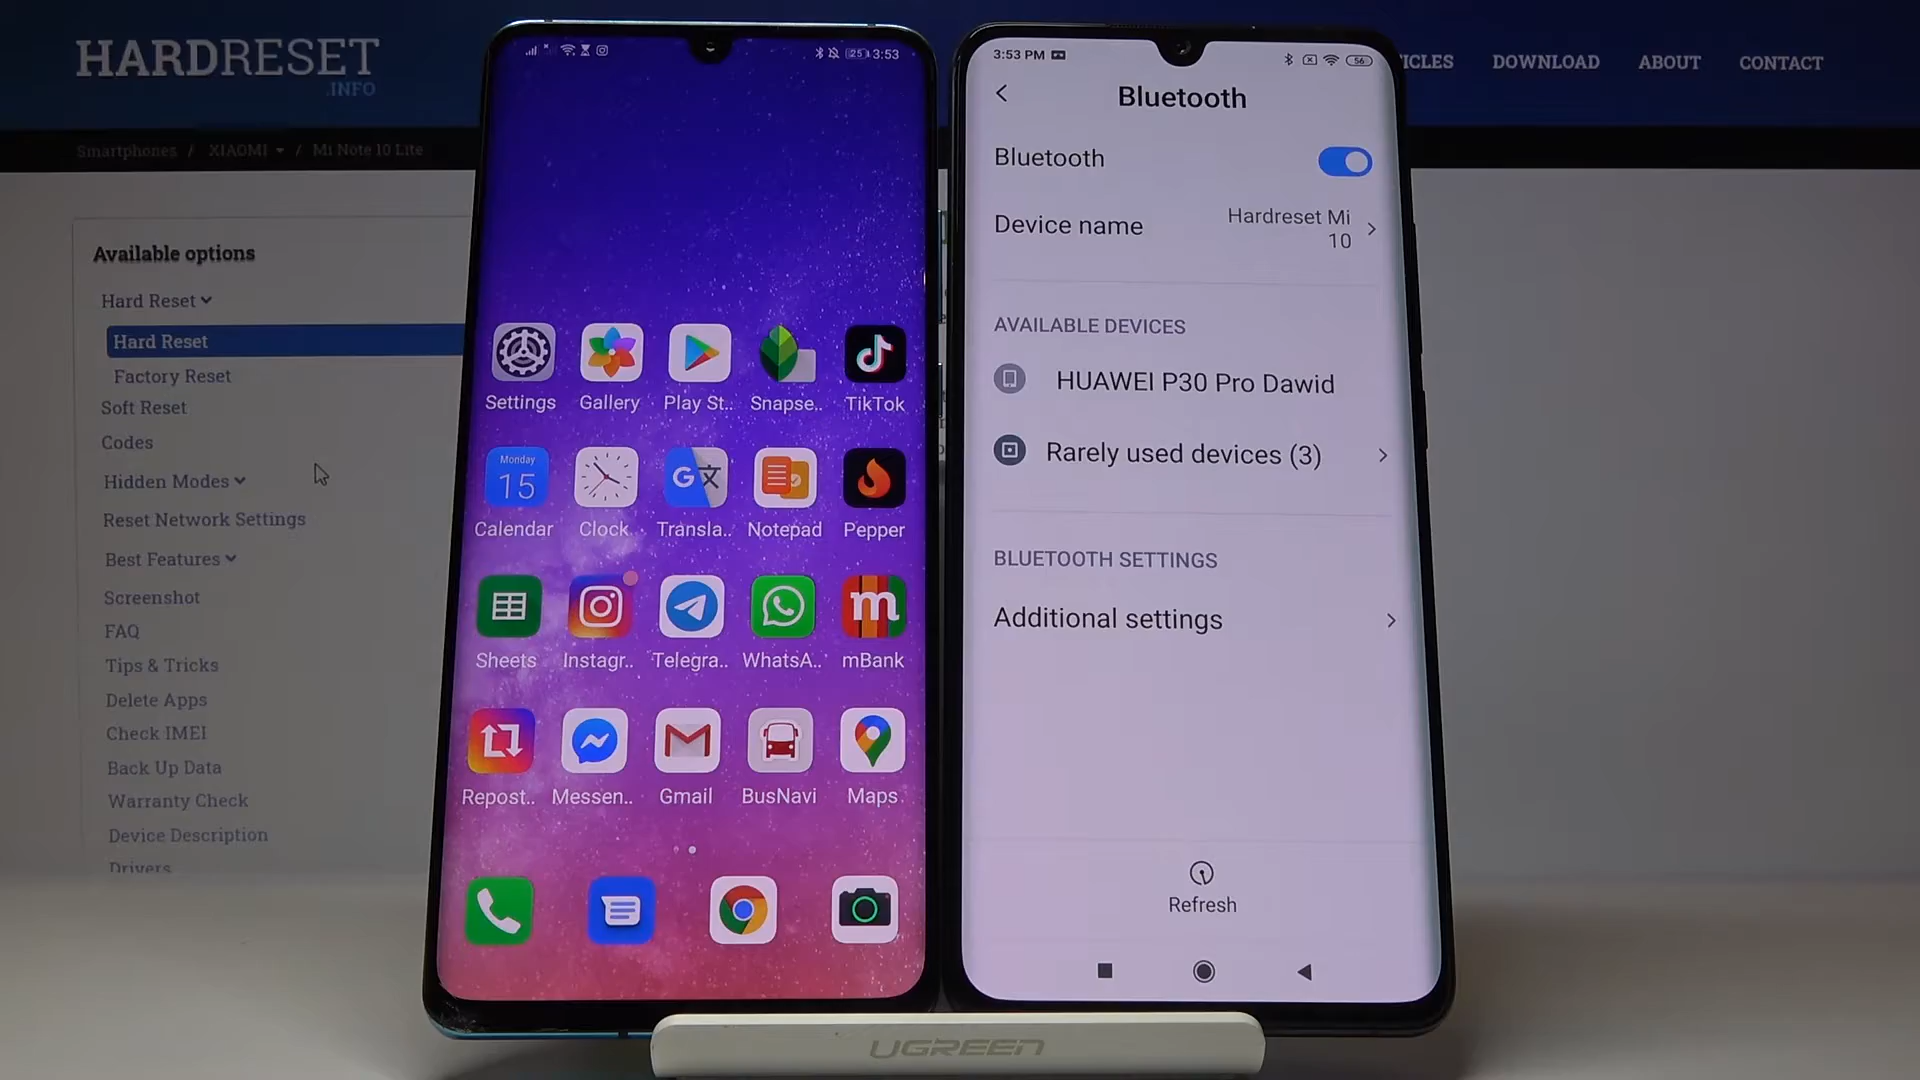 HARDRESET
.INFO
DOWNLOAD
ABOUT
CONTACT
Smartphones / XIAOMI / Mi Note 10 Lite
Available options
Hard Reset
Hard Reset
Factory Reset
Soft Reset
Codes
Hidden Modes
Reset Network Settings
Best Features
Screenshot
FAQ
Tips & Tricks
Delete Apps
Check IMEI
Back Up Data
Warranty Check
Device Description
Drivers
25 3:53
Settings Gallery Play St.. Snapse.. TikTok
Monday
15
G
Calendar Clock Transla.. Notepad Pepper
m
Sheets Instagr.. Telegra.. WhatsA.. mBank
Repost.. Messen.. Gmail BusNavi Maps
3:53 PM 56
Bluetooth
Bluetooth
Device name
Hardreset Mi
10
AVAILABLE DEVICES
HUAWEI P30 Pro Dawid
Rarely used devices (3)
BLUETOOTH SETTINGS
Additional settings
Refresh
UGREEN